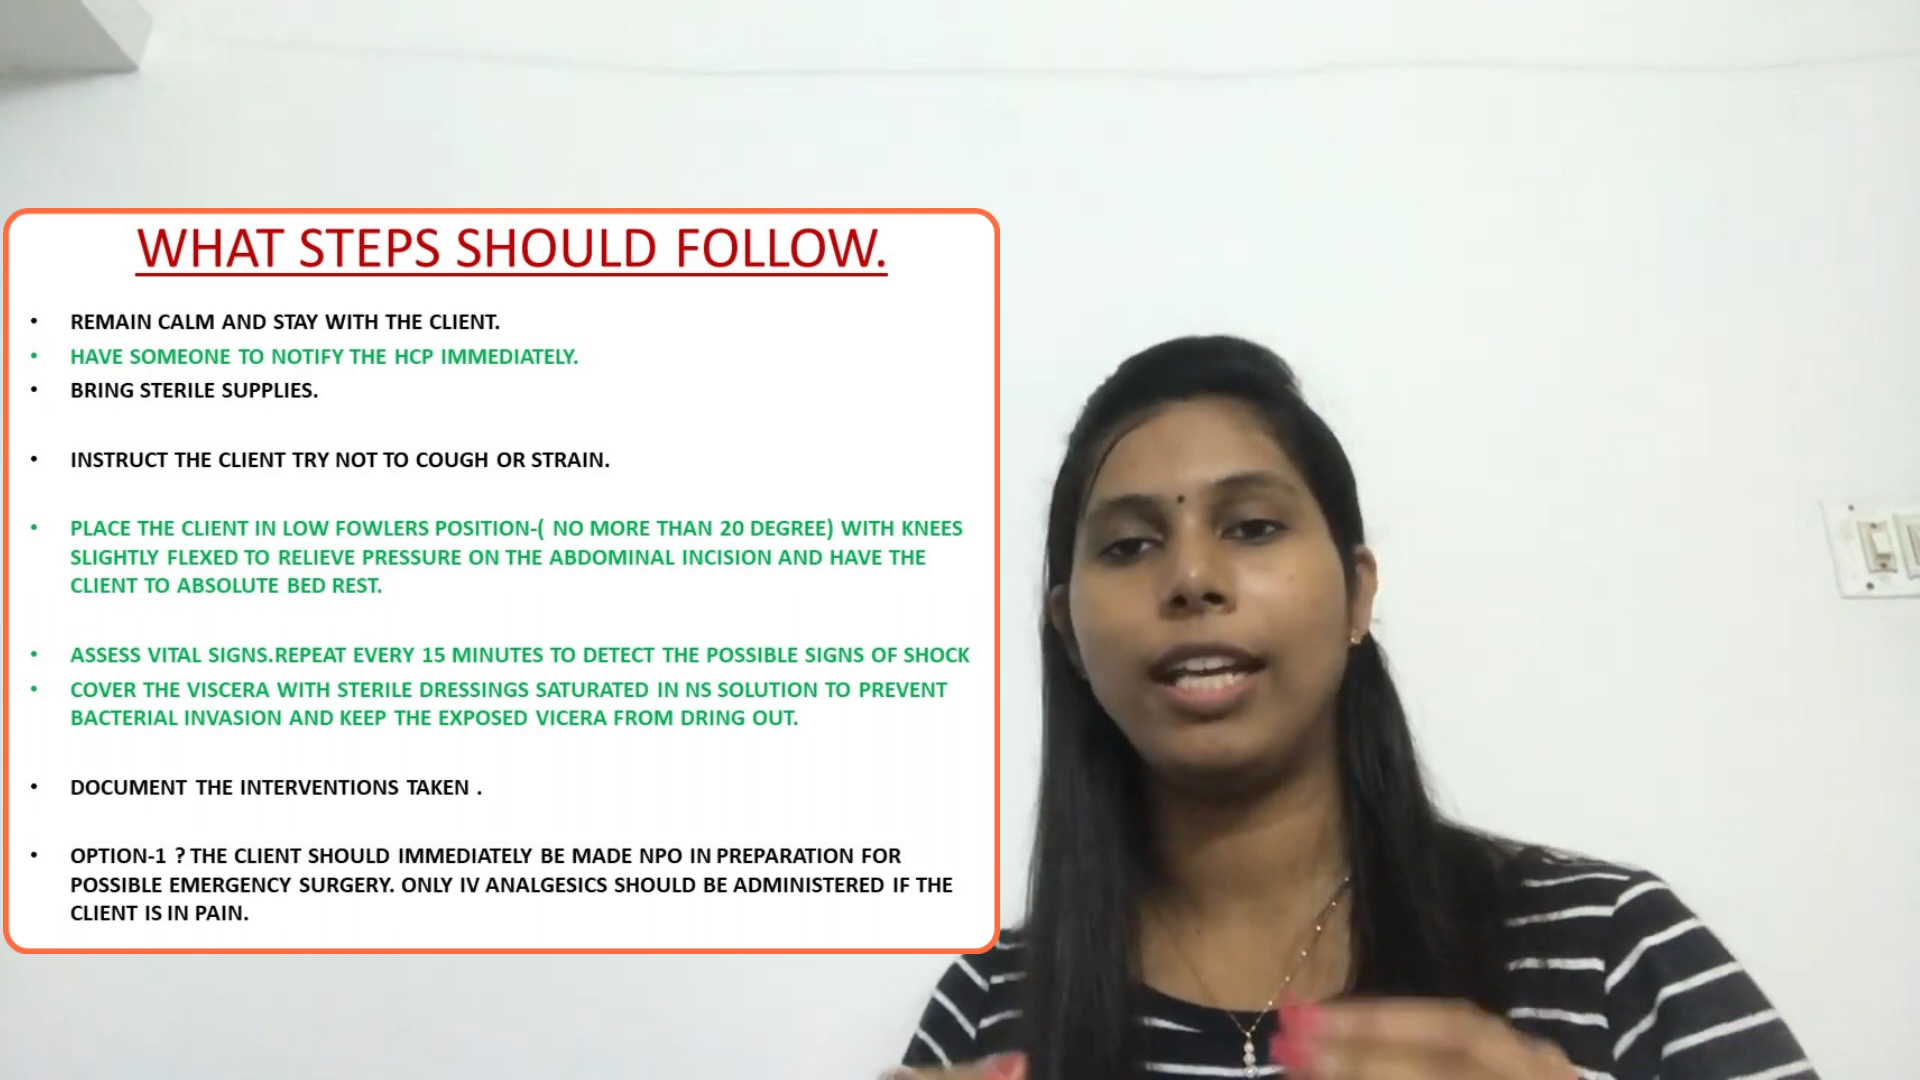 WHAT STEPS SHOULD FOLLOW.
• REMAIN CALM AND STAY WITH THE CLIENT.
• HAVE SOMEONE TO NOTIFY THE HCP IMMEDIATELY.
• BRING STERILE SUPPLIES.
• INSTRUCT THE CLIENT TRY NOT TO COUGH OR STRAIN.
• PLACE THE CLIENT IN LOW FOWLERS POSITION-( NO MORE THAN 20 DEGREE) WITH KNEES
SLIGHTLY FLEXED TO RELIEVE PRESSURE ON THE ABDOMINAL INCISION AND HAVE THE
CLIENT TO ABSOLUTE BED REST.
• ASSESS VITAL SIGNS.REPEAT EVERY 15 MINUTES TO DETECT THE POSSIBLE SIGNS OF SHOCK
• COVER THE VISCERA WITH STERILE DRESSINGS SATURATED IN NS SOLUTION TO PREVENT
BACTERIAL INVASION AND KEEP THE EXPOSED VICERA FROM DRING OUT.
• DOCUMENT THE INTERVENTIONS TAKEN .
• OPTION-1 ? THE CLIENT SHOULD IMMEDIATELY BE MADE NPO IN PREPARATION FOR
POSSIBLE EMERGENCY SURGERY. ONLY IV ANALGESICS SHOULD BE ADMINISTERED IF THE
CLIENT IS IN PAIN.